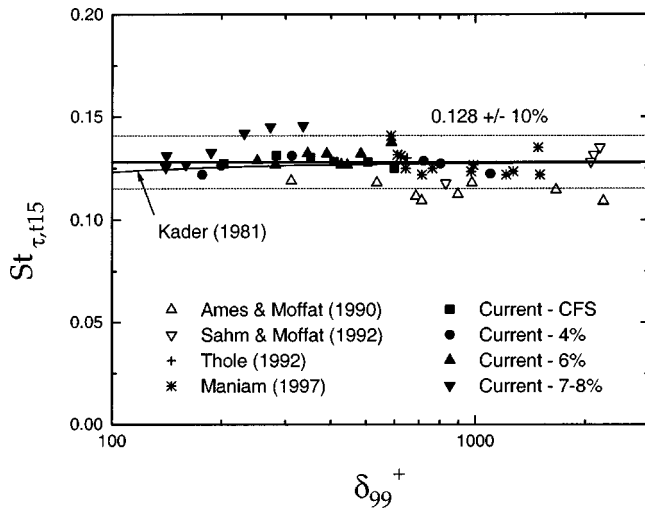 0.20
0.15
0.128 +/- 10%
0.10
Kader (1981)
0.05
0.00
St τ,t15
△ Ames & Moffat (1990)
▽ Sahm & Moffat (1992)
+ Thole (1992)
✳ Maniam (1997)
■ Current - CFS
● Current - 4%
▲ Current - 6%
▼ Current - 7-8%
100
1000
δ99+